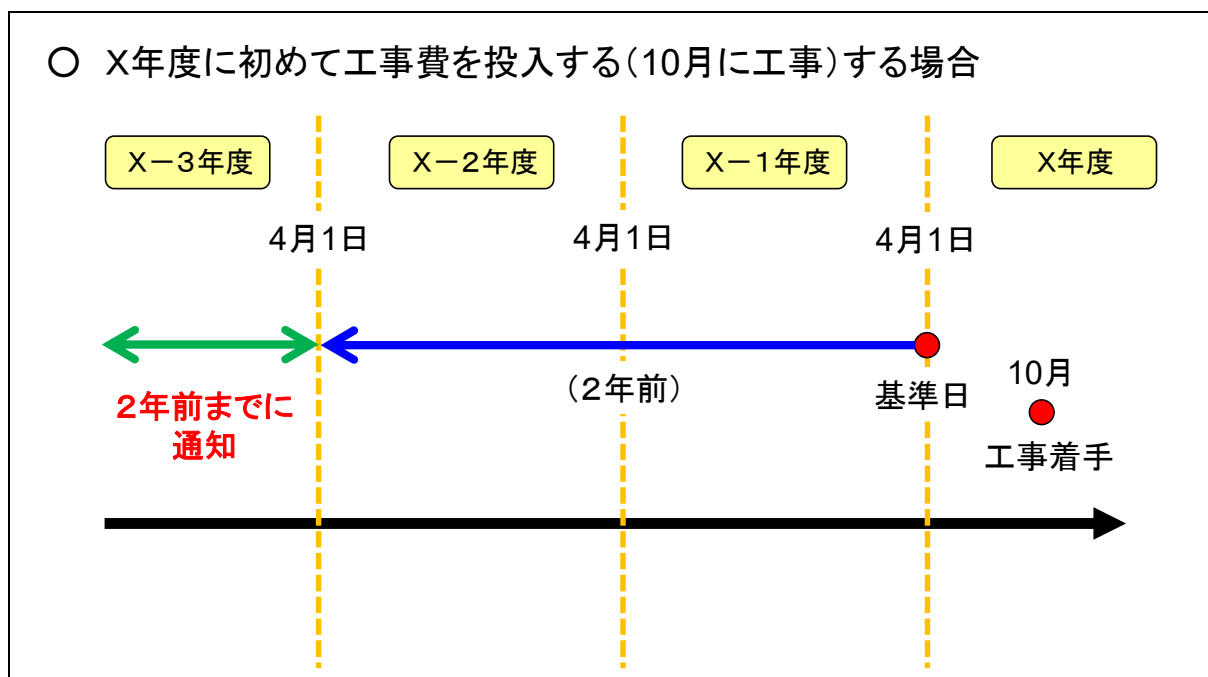 ○ X年度に初めて工事費を投入する(10月に工事)する場合
X－3年度
X－2年度
X－1年度
X年度
4月1日
4月1日
4月1日
2年前までに
通知
(2年前)
基準日
10月
工事着手